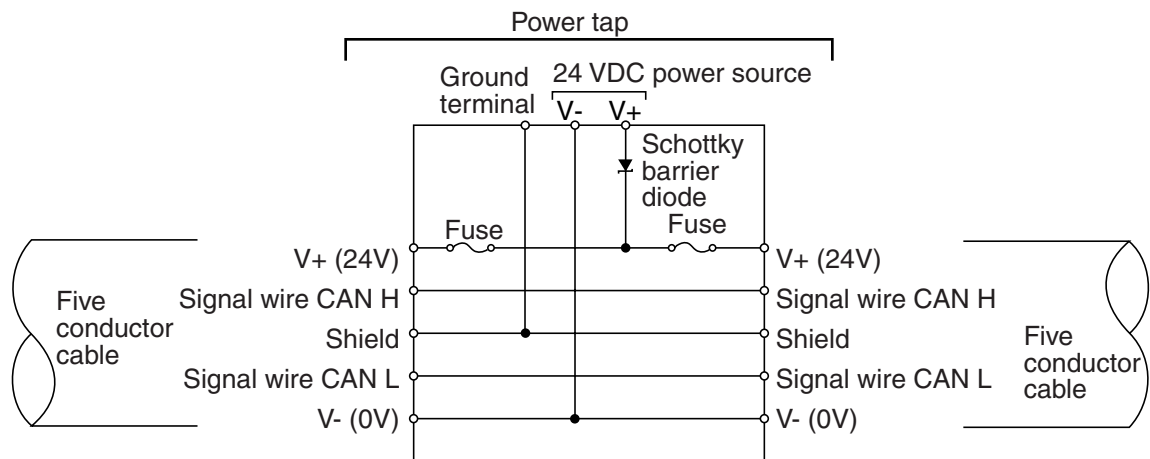 Power tap
Ground
terminal
24 VDC power source
V-
V+
Schottky
barrier
diode
Fuse
Fuse
V+ (24V)
V+ (24V)
Signal wire CAN H
Signal wire CAN H
Five
conductor
cable
Shield
Shield
Five
conductor
cable
Signal wire CAN L
Signal wire CAN L
V- (0V)
V- (0V)